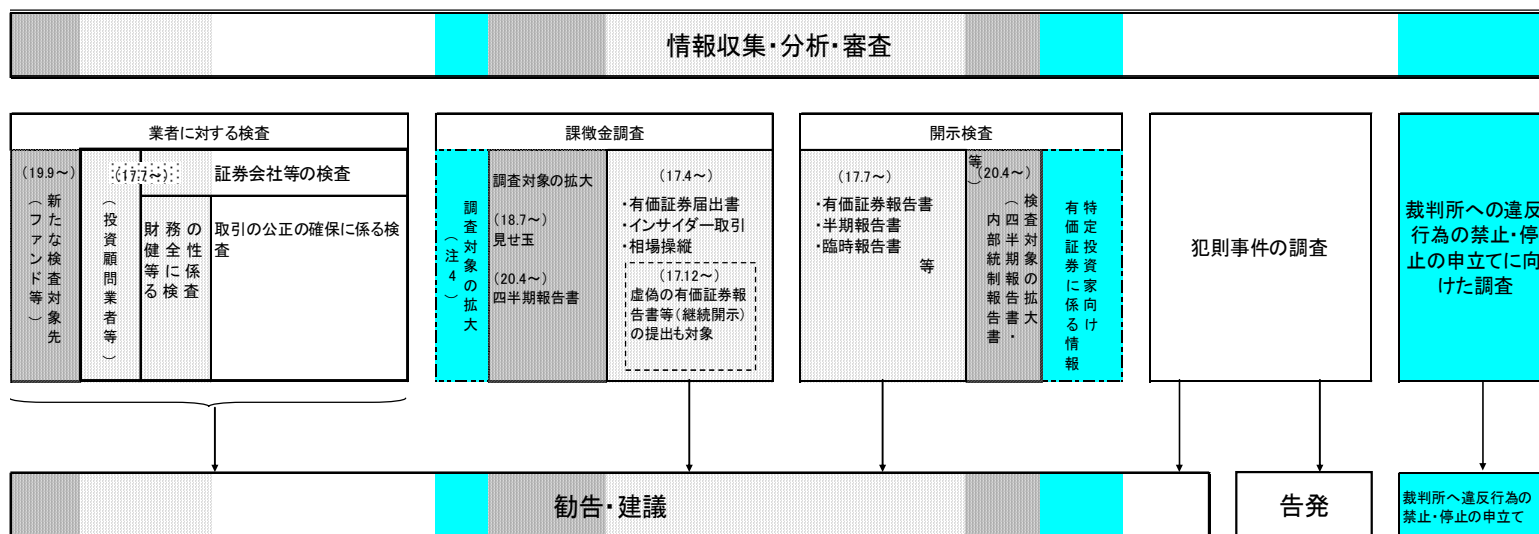 情報収集・分析・審査
業者に対する検査
(19.9～)
新たな検査対象先
（ファンド等）
(17.7～)
（投資顧問業者等）
証券会社等の検査
財務の
健全性
等に係
る検査
取引の公正の確保に係る検
査
課徴金調査
調査対象の拡大
（注4）
調査対象の拡大
(18.7～)
見せ玉
(20.4～)
四半期報告書
(17.4～)
・有価証券届出書
・インサイダー取引
・相場操縦
(17.12～)
虚偽の有価証券報
告書等(継続開示)
の提出も対象
開示検査
(17.7～)
・有価証券報告書
・半期報告書
・臨時報告書
等
(20.4～)
検査対象の拡大
（四半期報告書・
内部統制報告書
等）
特定投資家向け
有価証券に係る情報
犯則事件の調査
裁判所への違反
行為の禁止・停
止の申立てに向
けた調査
勧告・建議
告発
裁判所へ違反行為の
禁止・停止の申立て